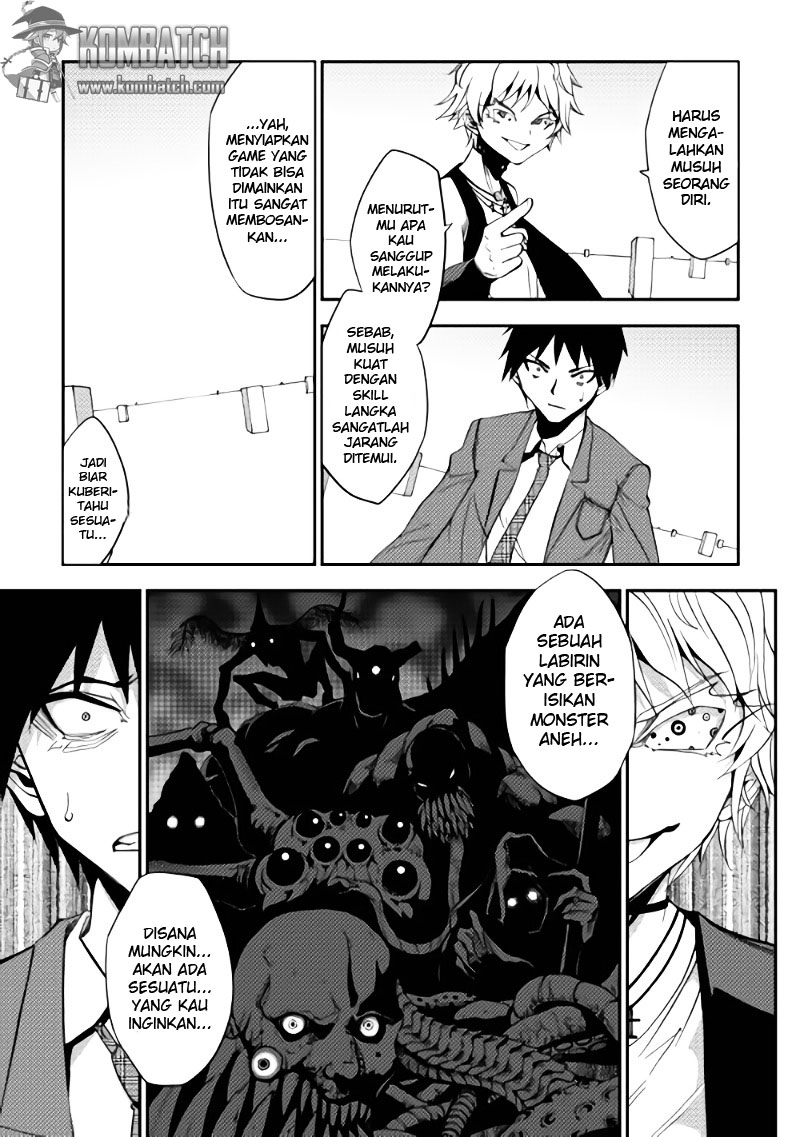 KOMBATCH
www.kombatch.com
HARUS
MENGA-
LAHKAN
MUSUH
SEORANG
DIRI.
MENURUT-
MU APA
KAU
SANGGUP
MELAKU-
KANNYA?
SEBAB,
MUSUH
KUAT
DENGAN
SKILL
LANGKA
SANGATLAH
JARANG
DITEMUI.
...YAH,
MENYIAPKAN
GAME YANG
TIDAK BISA
DIMAINKAN
ITU SANGAT
MEMBOSAN-
KAN...
JADI
BIAR
KUBERI-
TAHU
SESUA-
TU...
ADA
SEBUAH
LABIRIN
YANG BER-
ISIKAN
MONSTER
ANEH...
DISANA
MUNGKIN...
AKAN ADA
SESUATU...
YANG KAU
INGINKAN...